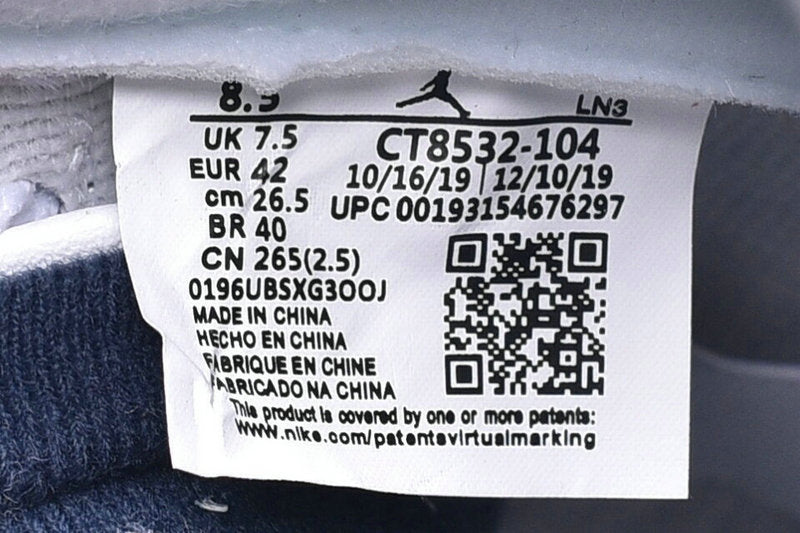 8.5
LN3
UK 7.5
CT8532-104
EUR 42
10/16/19 | 12/10/19
cm 26.5
UPC 00193154676297
BR 40
CN 265(2.5)
0196UBSXG3OOJ
MADE IN CHINA
HECHO EN CHINA
FABRIQUE EN CHINE
FABRICADO NA CHINA
This product is covered by one or more patents:
www.nike.com/patentsvirtualmarking